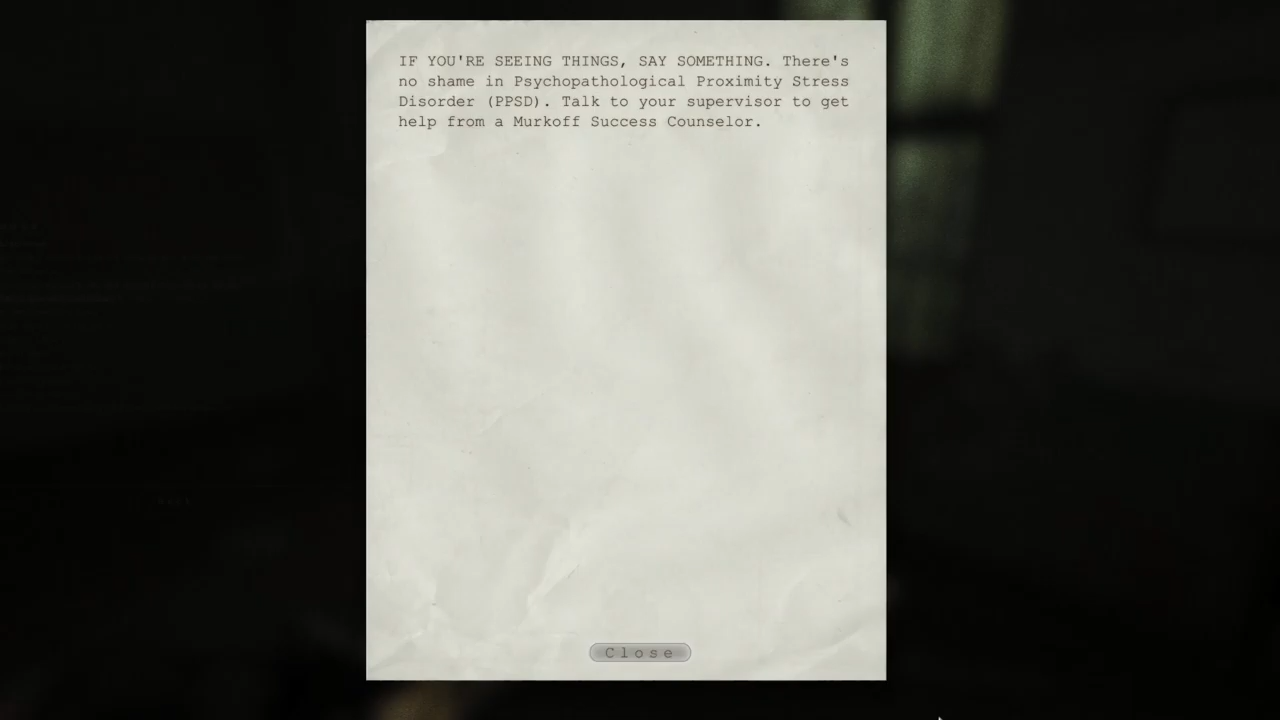 IF YOU'RE SEEING THINGS, SAY SOMETHING. There's
no shame in Psychopathological Proximity Stress
Disorder (PPSD). Talk to your supervisor to get
help from a Murkoff Success Counselor.
Close